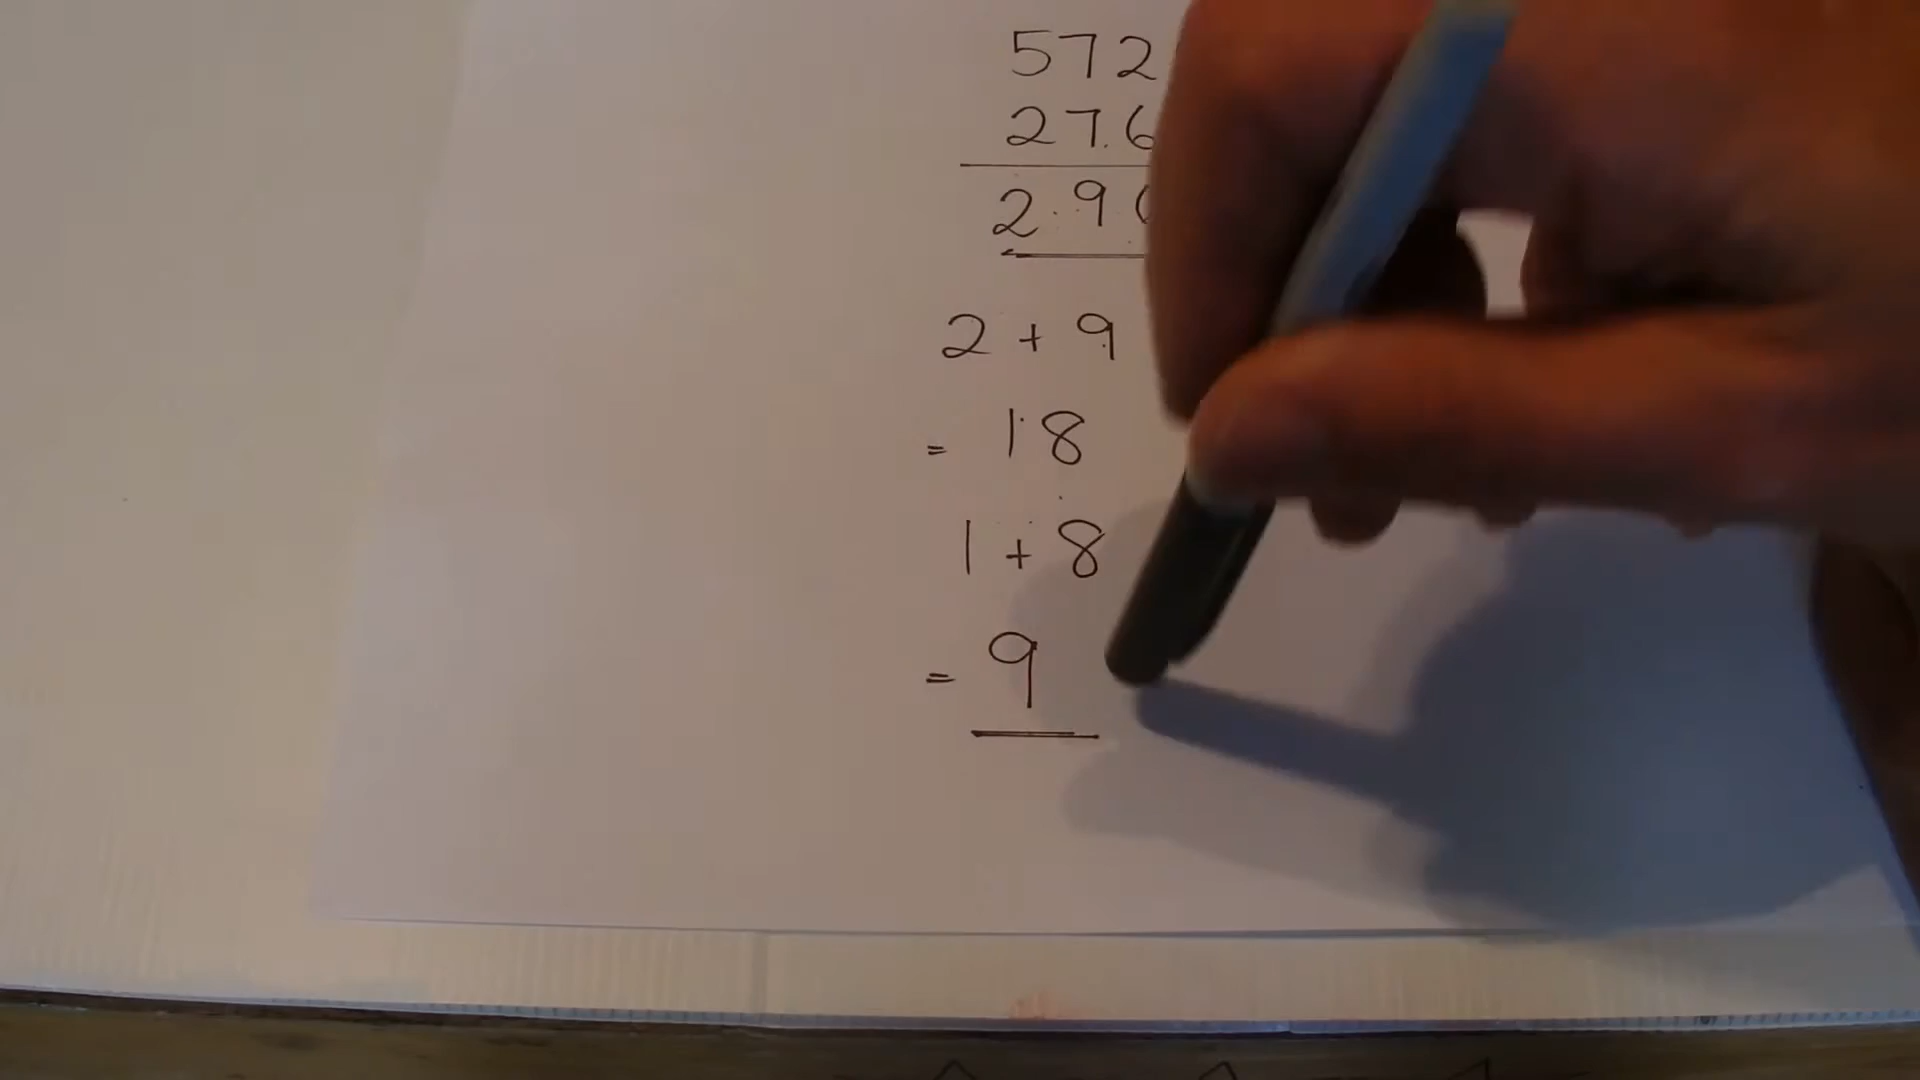 572
27.6
2.9
2 + 9
= 18
1 + 8
= 9